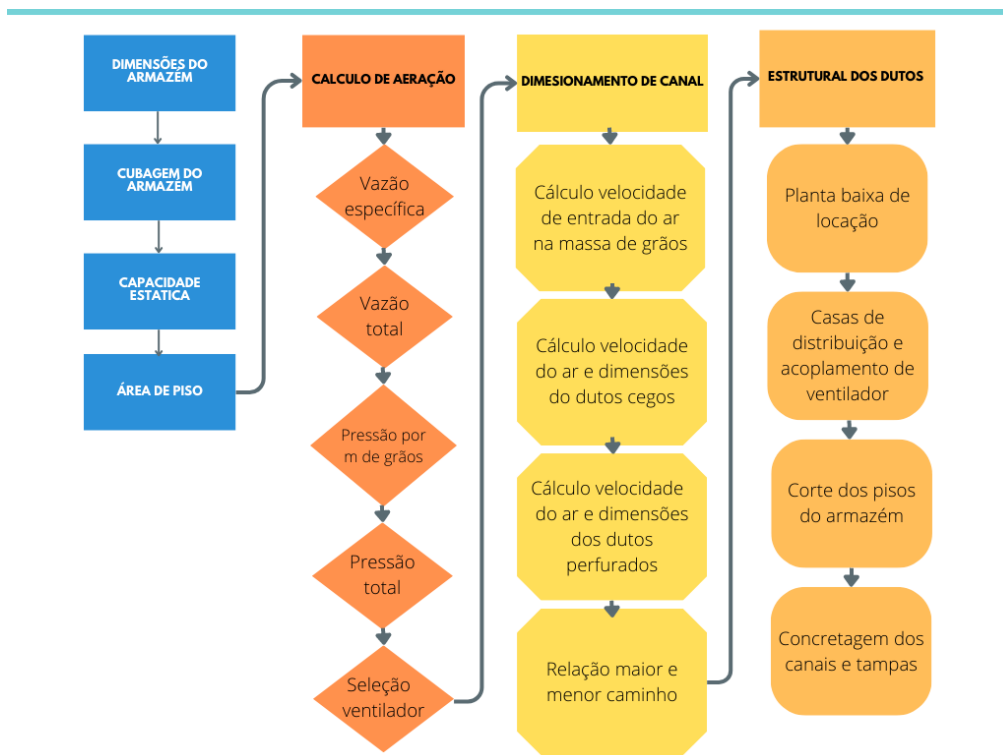 DIMENSÕES DO
ARMAZÉM
CUBAGEM DO
ARMAZÉM
CAPACIDADE
ESTATICA
ÁREA DE PISO
CALCULO DE AERAÇÃO
Vazão
específica
Vazão
total
Pressão por
m de grãos
Pressão
total
Seleção
ventilador
DIMESIONAMENTO DE CANAL
Cálculo velocidade
de entrada do ar
na massa de grãos
Cálculo velocidade
do ar e dimensões
do dutos cegos
Cálculo velocidade
do ar e dimensões
dos dutos
perfurados
Relação maior e
menor caminho
ESTRUTURAL DOS DUTOS
Planta baixa de
locação
Casas de
distribuição e
acoplamento de
ventilador
Corte dos pisos
do armazém
Concretagem dos
canais e tampas